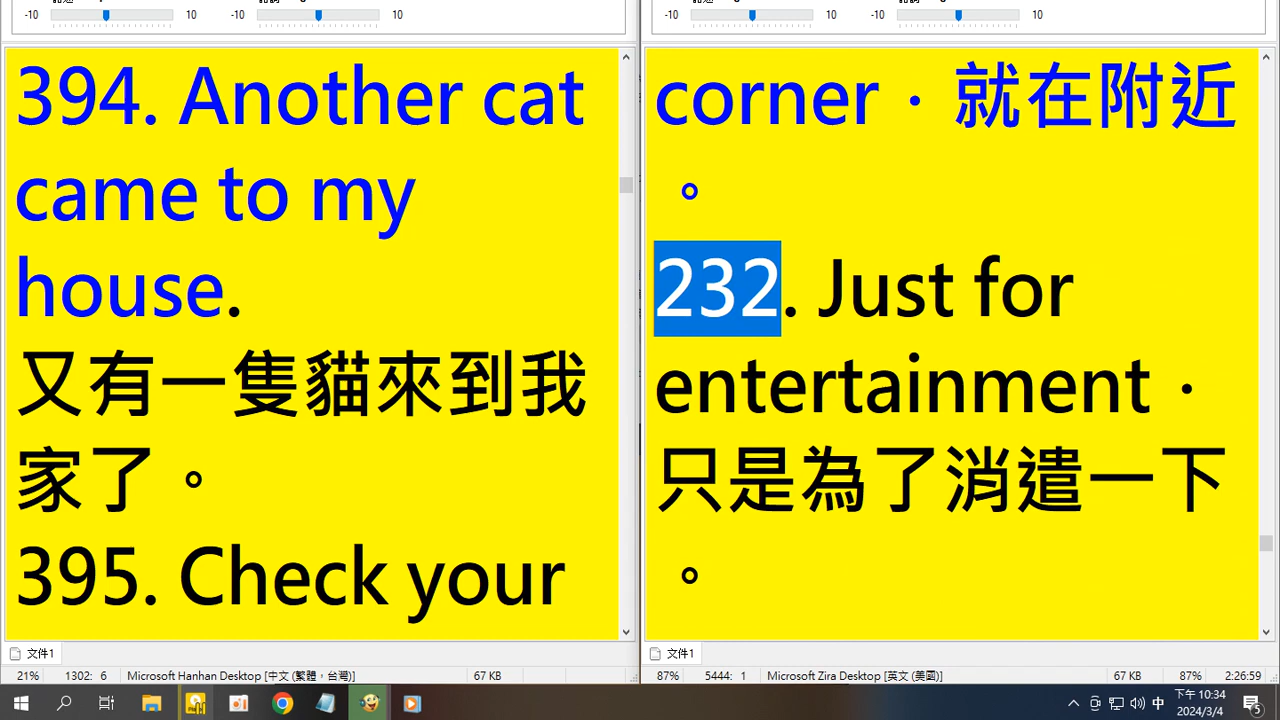 -10 10 -10 10
394. Another cat
came to my
house.
又有一隻貓來到我
家了。
395. Check your
文件1
21% 1302: 6 Microsoft Hanhan Desktop [中文 (繁體，台灣)] 67 KB
-10 10 -10 10
corner．就在附近
。
232. Just for
entertainment．
只是為了消遣一下
。
文件1
87% 5444: 1 Microsoft Zira Desktop [英文 (美國)] 67 KB 87% 2:26:59
中 下午 10:34
2024/3/4
5